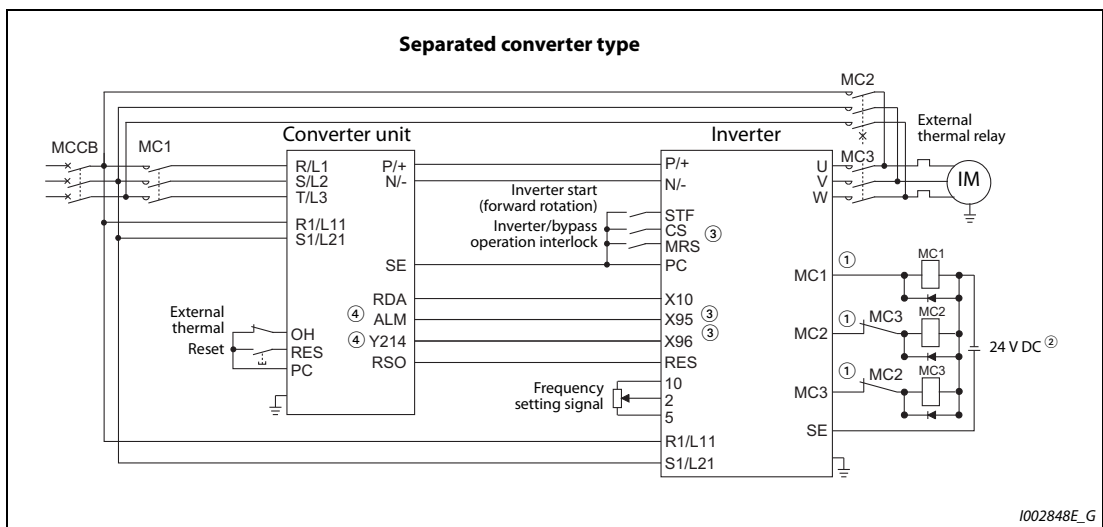 Separated converter type
MC2
External
thermal relay
MCCB
MC1
Converter unit
Inverter
MC3
IM
R/L1
S/L2
T/L3
R1/L11
S1/L21
P/+
N/-
SE
RDA
④ ALM
④ Y214
RSO
External
thermal
Reset
OH
RES
PC
Inverter start
(forward rotation)
Inverter/bypass
operation interlock
Frequency
setting signal
P/+
N/-
STF
CS
MRS
③
PC
X10
X95 ③
X96 ③
RES
10
2
5
R1/L11
S1/L21
U
V
W
MC1
①
MC1
MC2
① MC3
MC2
MC3
① MC2
MC3
SE
24 V DC ②
I002848E_G